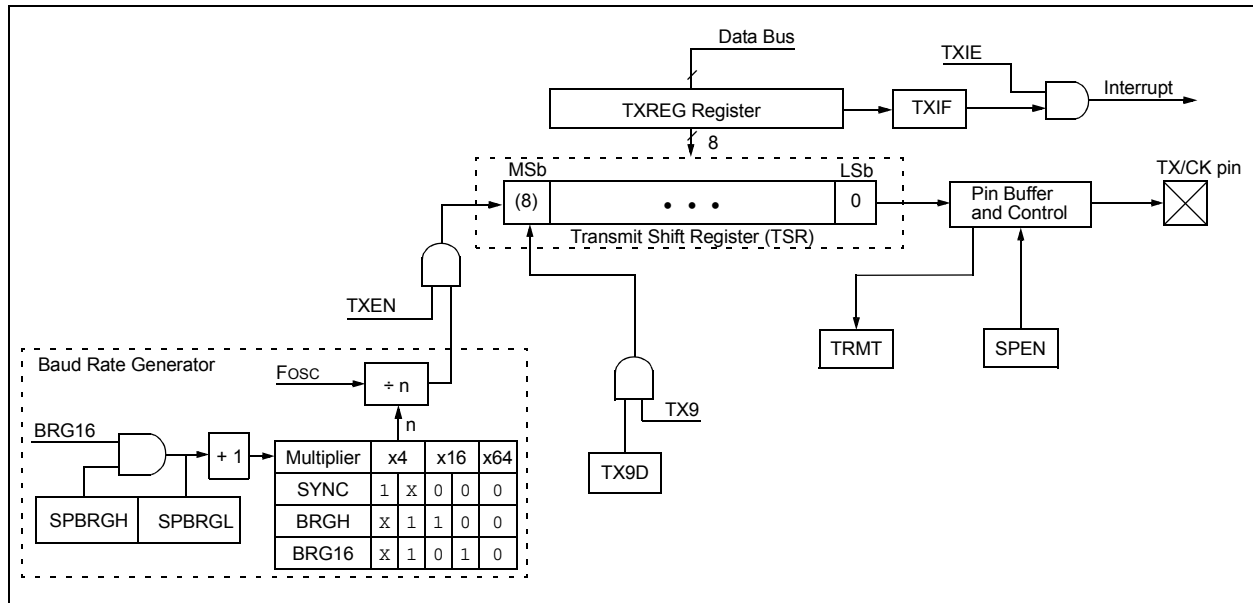 Data Bus
TXIE
Interrupt
TXREG Register
TXIF
8
MSb
LSb
TX/CK pin
(8)
• • •
0
Pin Buffer
and Control
Transmit Shift Register (TSR)
TXEN
TRMT
SPEN
Baud Rate Generator
FOSC
÷ n
n
TX9
BRG16
+ 1
TX9D
Multiplier x4 x16 x64
SYNC 1 X 0 0 0
BRGH X 1 1 0 0
BRG16 X 1 0 1 0
SPBRGH SPBRGL